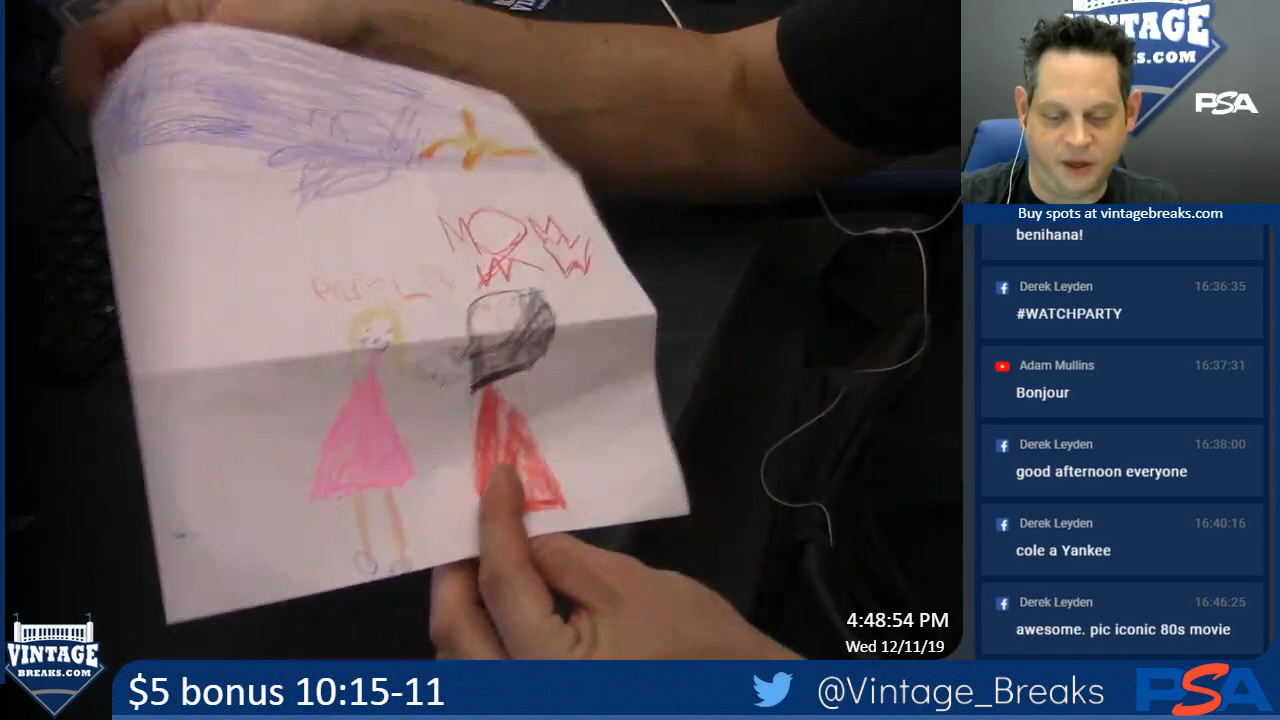 VINTAGE
S.COM
PSA
Buy spots at vintagebreaks.com
benihana!
Derek Leyden 16:36:35
#WATCHPARTY
Adam Mullins 16:37:31
Bonjour
Derek Leyden 16:38:00
good afternoon everyone
Derek Leyden 16:40:16
cole a Yankee
Derek Leyden 16:46:25
awesome. pic iconic 80s movie
4:48:54 PM
Wed 12/11/19
VINTAGE
BREAKS.COM
$5 bonus 10:15-11
@Vintage_Breaks
PSA